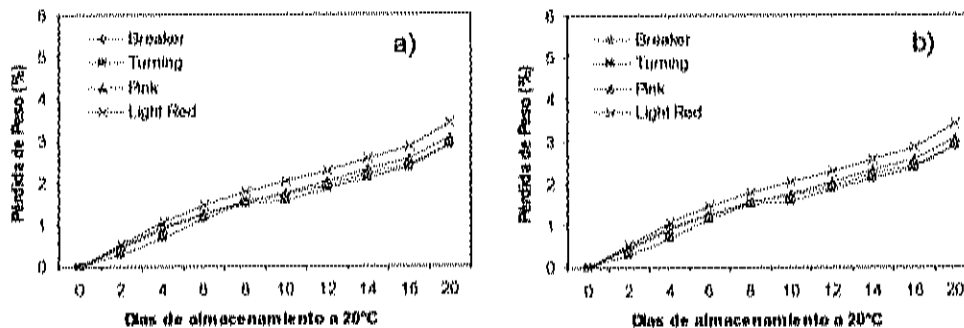 a)
Pérdida de Peso (%)
6
5
4
3
2
1
0
Breaker
Turning
Pink
Light Red
0 2 4 6 8 10 12 14 16 20
Dias de almacenamiento a 20°C
b)
Pérdida de Peso (%)
6
5
4
3
2
1
0
Breaker
Turning
Pink
Light Red
0 2 4 6 8 10 12 14 16 20
Dias de almacenamiento a 20°C